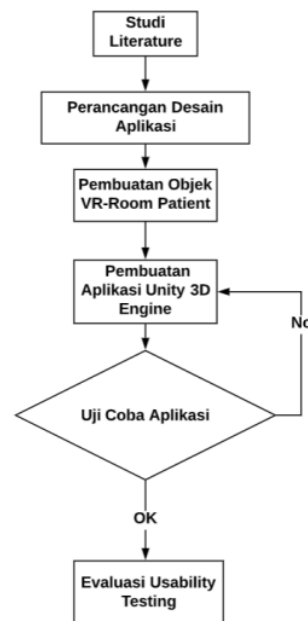 Studi
Literature
Perancangan Desain
Aplikasi
Pembuatan Objek
VR-Room Patient
Pembuatan
Aplikasi Unity 3D
Engine
No
Uji Coba Aplikasi
OK
Evaluasi Usability
Testing